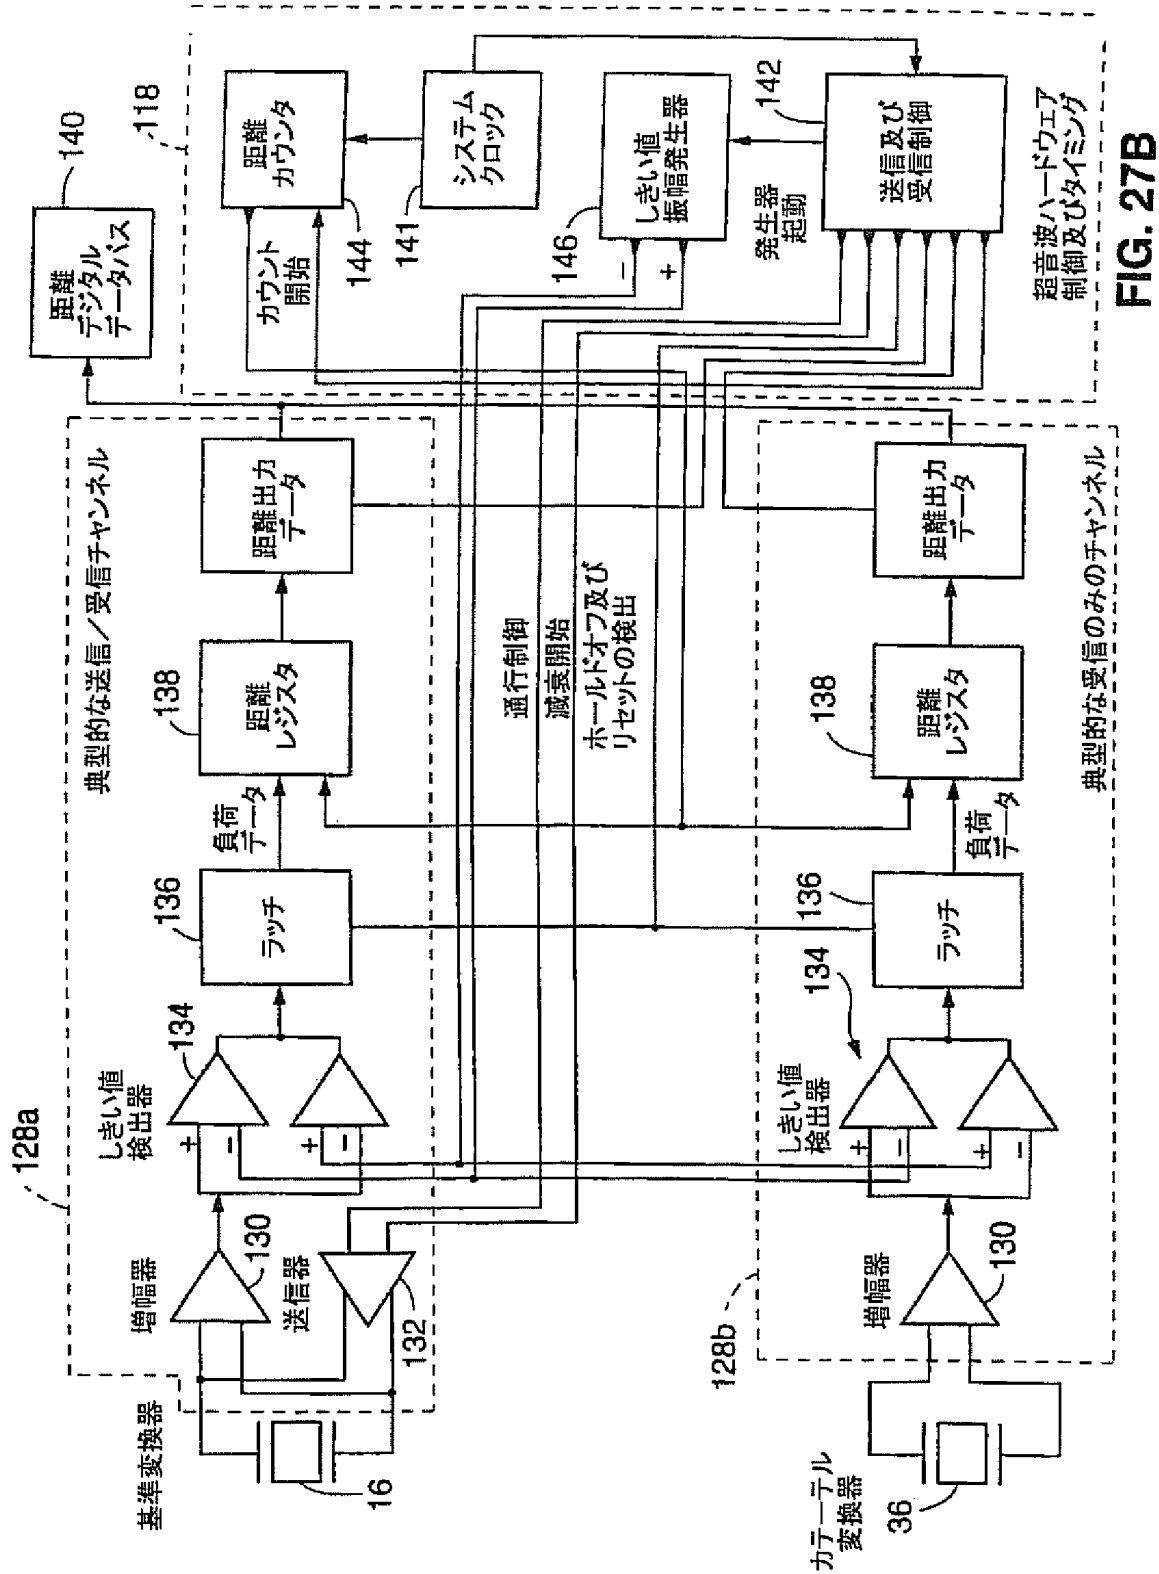 128a
典型的な送信／受信チャンネル
基準変換器
16
増幅器
130
送信器
132
しきい値
検出器
134
+
−
+
−
136
ラッチ
負荷
データ
138
距離
レジスタ
距離出力
データ
距離
デジタル
データバス
140
118
カウント
開始
距離
カウンタ
144
システム
クロック
141
しきい値
振幅発生器
146
−
+
発生器
起動
142
送信及び
受信制御
超音波ハードウェア
制御及びタイミング
通行制御
減衰開始
ホールドオフ及び
リセットの検出
128b
カテーテル
変換器
36
増幅器
130
しきい値
検出器
134
+
−
+
−
ラッチ
136
負荷
データ
138
距離
レジスタ
距離出力
データ
典型的な受信のみのチャンネル
FIG. 27B